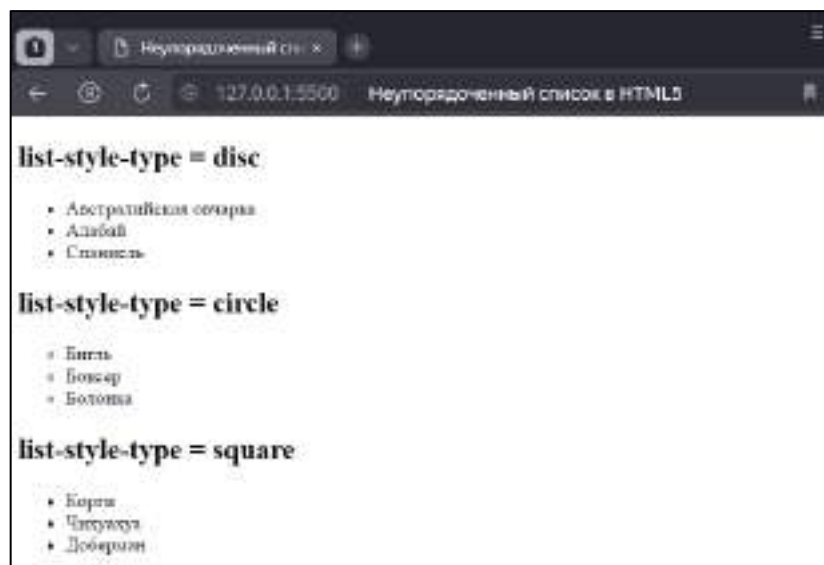 Неупорядоченный спи ×
127.0.0.1:5500 Неупорядоченный список в HTML5
list-style-type = disc
• Австралийская овчарка
• Алабай
• Спаниель
list-style-type = circle
◦ Бигль
◦ Боксер
◦ Болонка
list-style-type = square
▪ Корги
▪ Чихуахуа
▪ Доберман